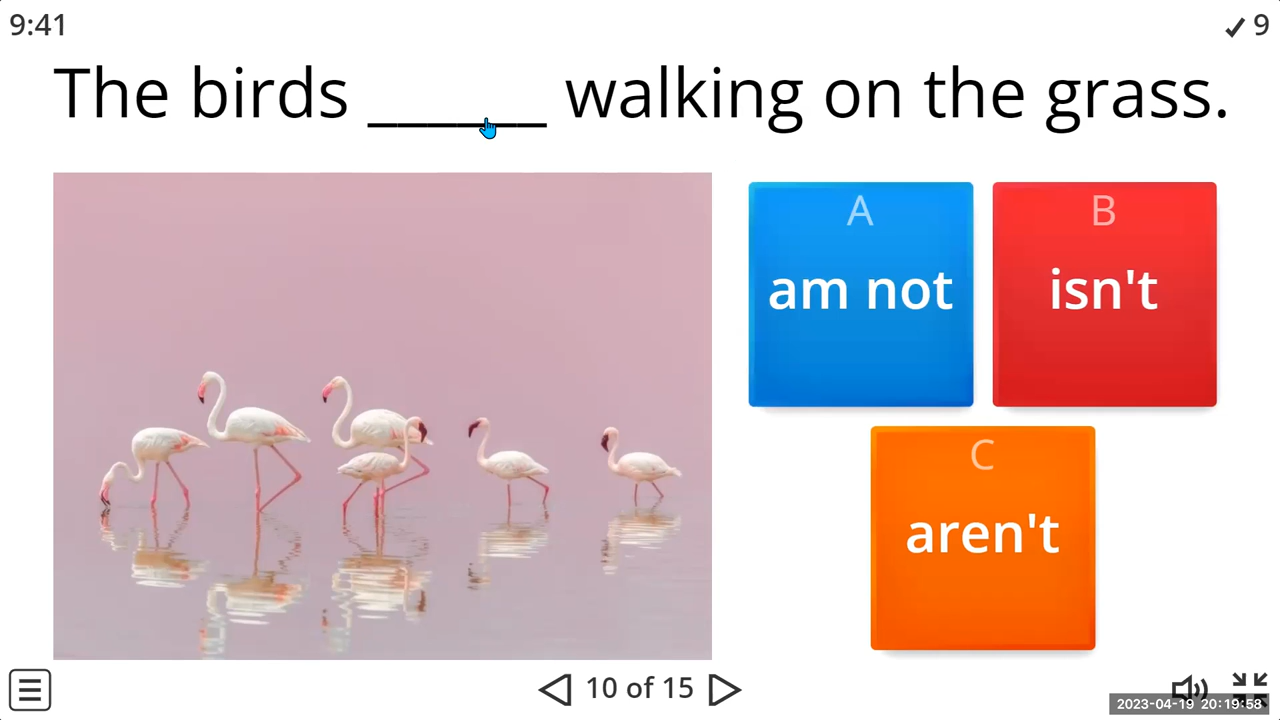 9:41
✓ 9
The birds ______ walking on the grass.
A
am not
B
isn't
C
aren't
10 of 15
2023-04-19 20:19:58